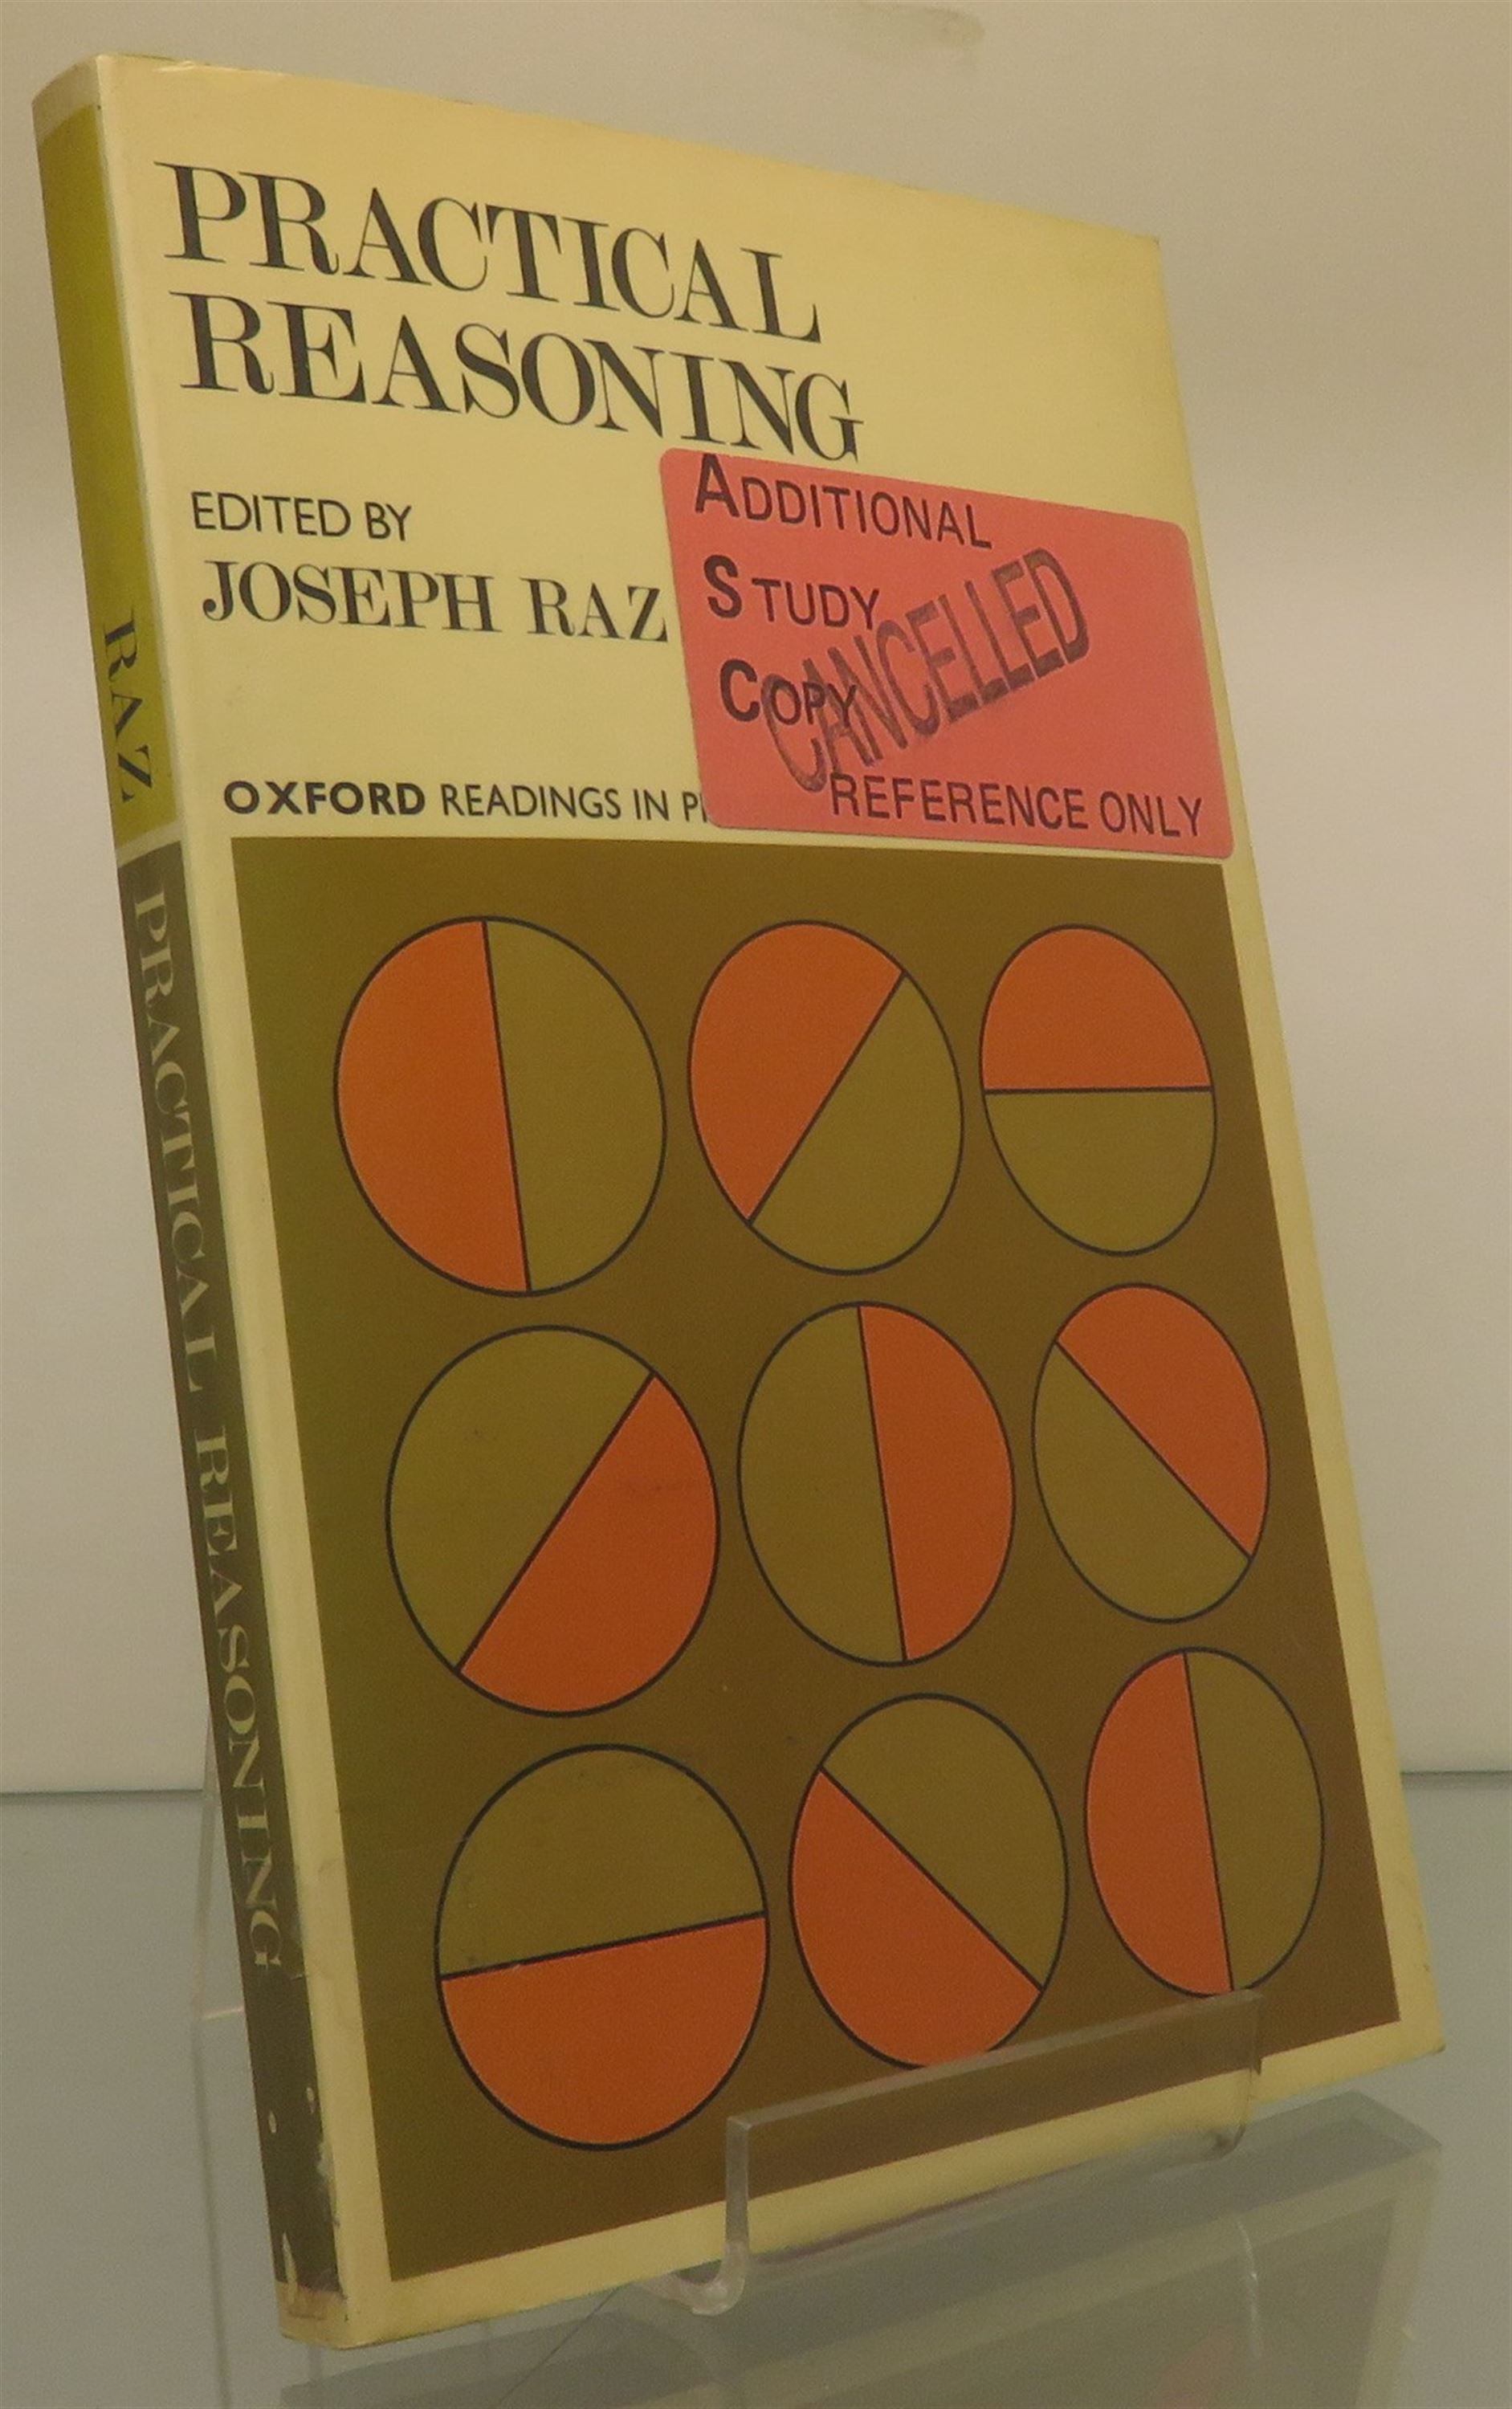 PRACTICAL
REASONING
EDITED BY
JOSEPH RAZ
OXFORD READINGS IN
ADDITIONAL
STUDY
COPY
CANCELLED
REFERENCE ONLY
RAZ
PRACTICAL REASONING